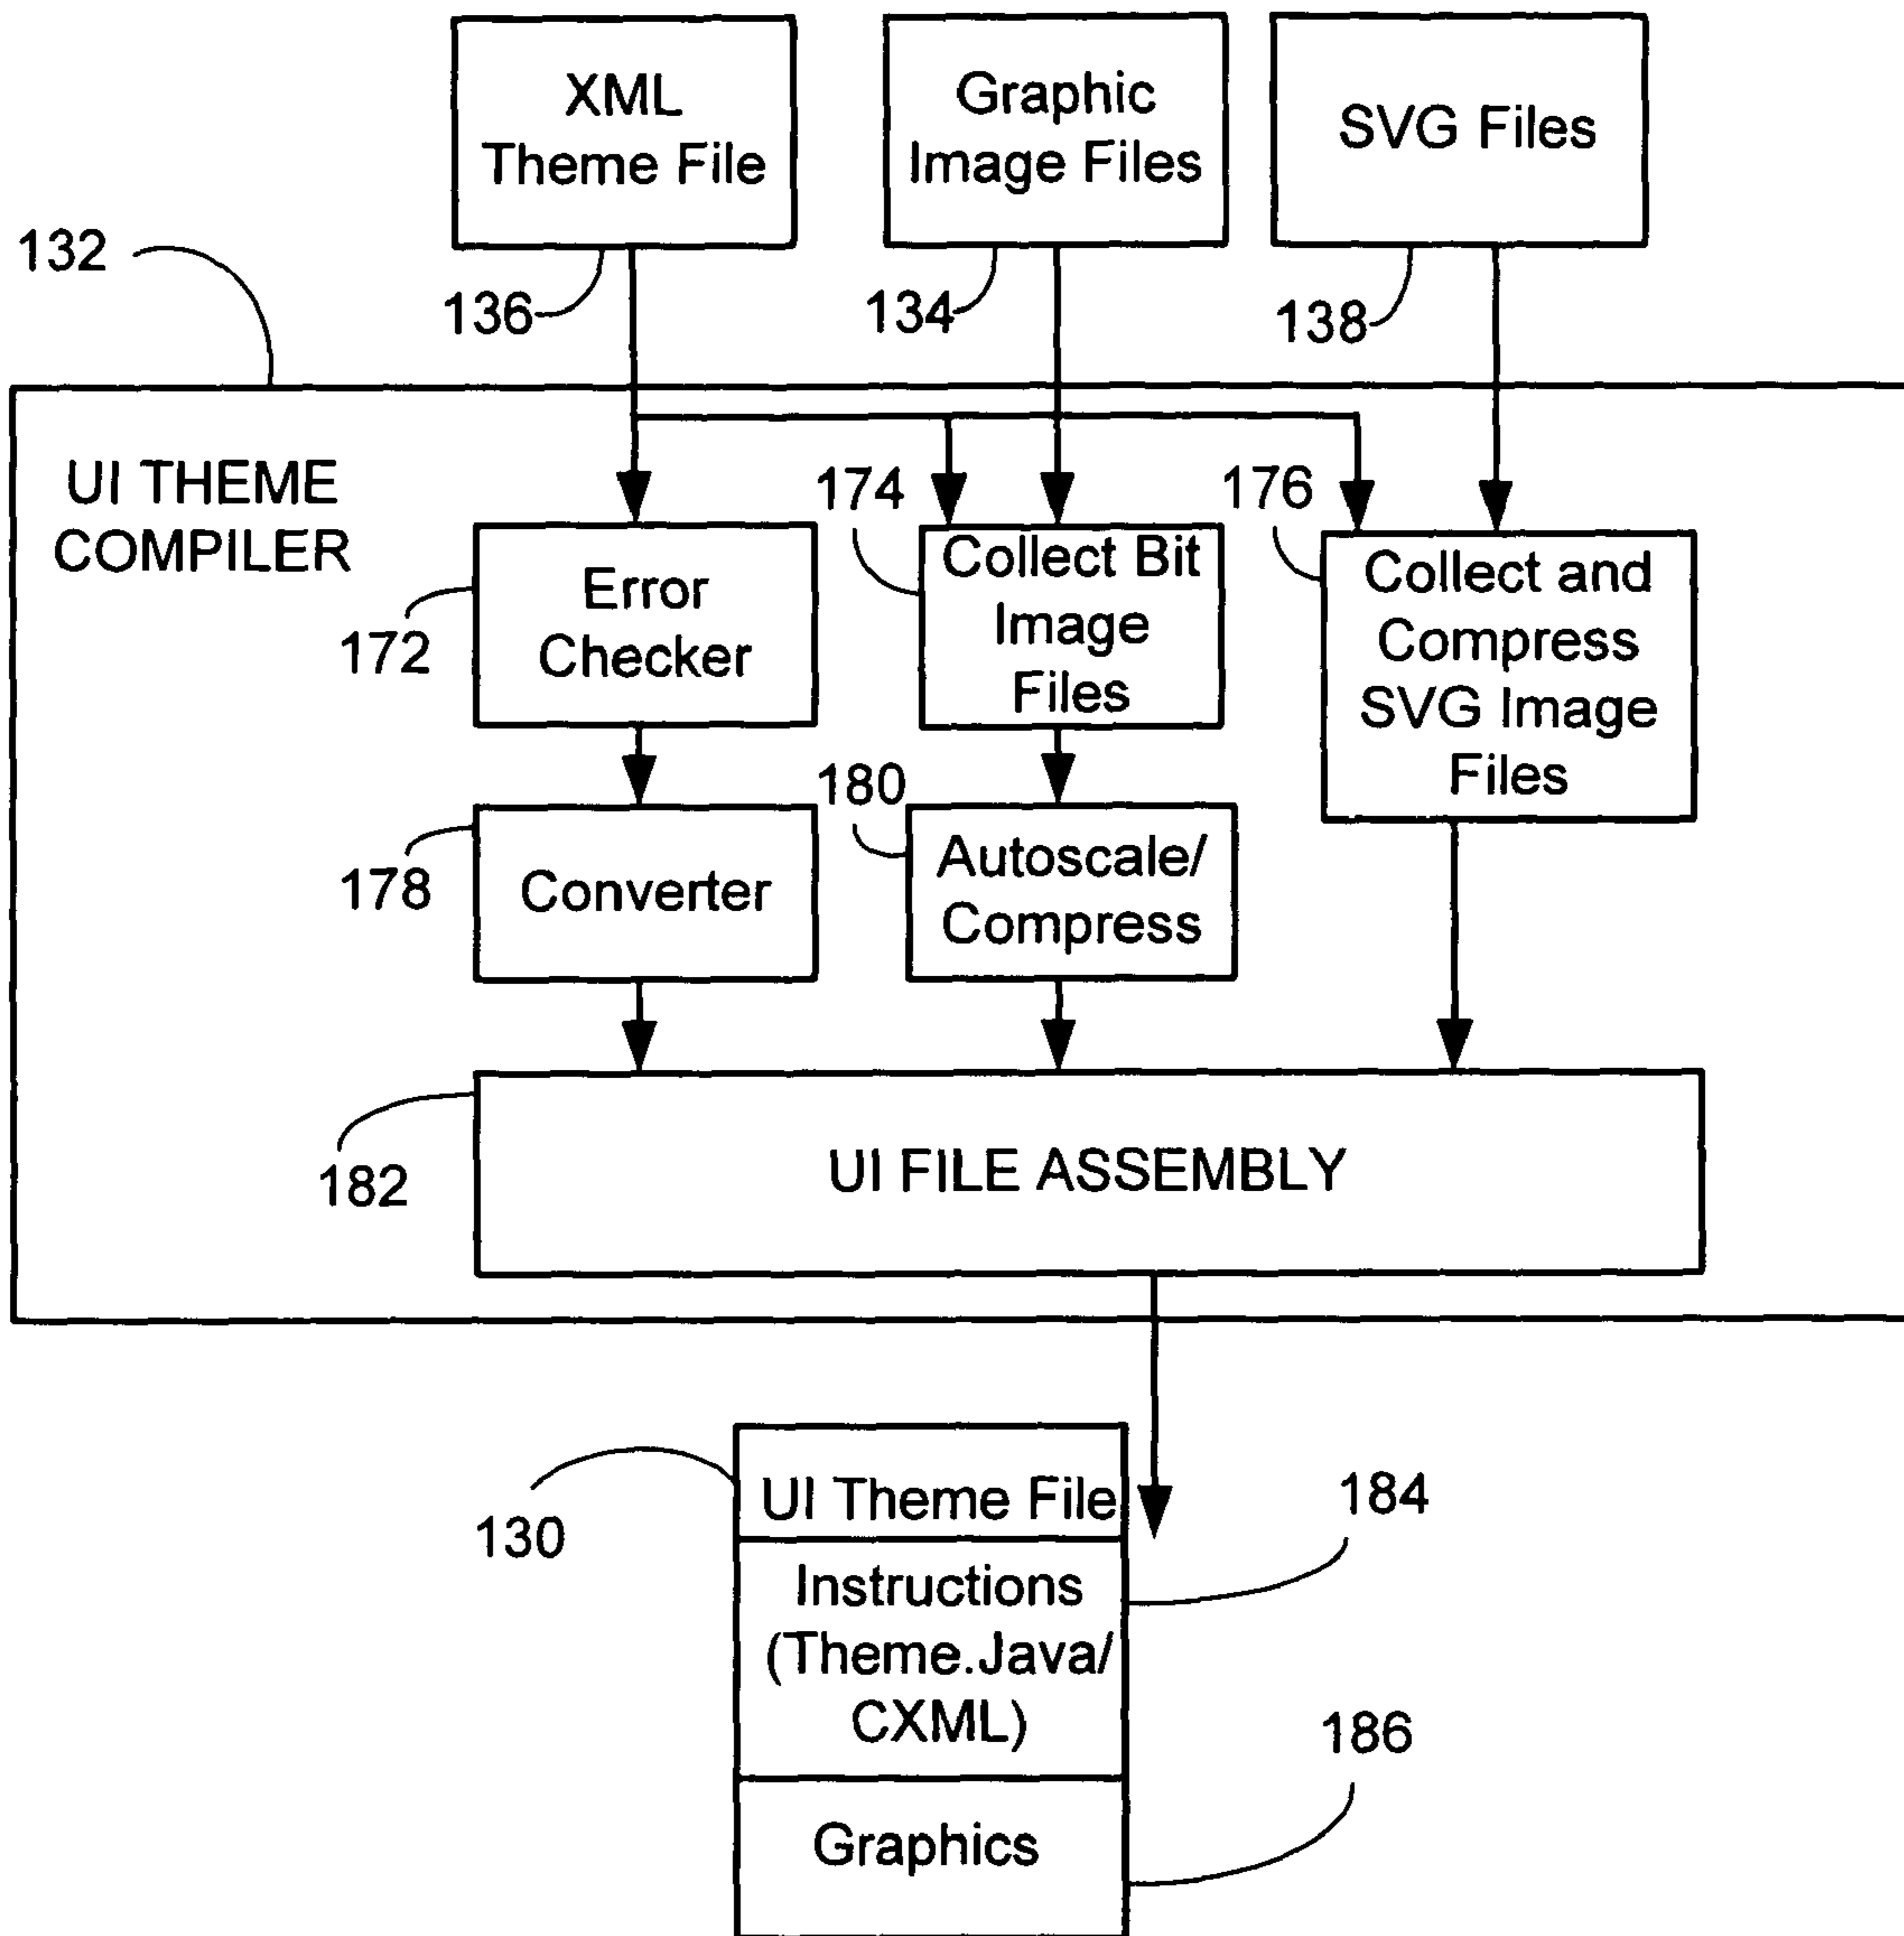 XML
Theme File
Graphic
Image Files
SVG Files
132
136
134
138
UI THEME
COMPILER
174
176
Error
Checker
172
Collect Bit
Image
Files
Collect and
Compress
SVG Image
Files
180
178
Converter
Autoscale/
Compress
182
UI FILE ASSEMBLY
UI Theme File
130
184
Instructions
(Theme.Java/
CXML)
186
Graphics